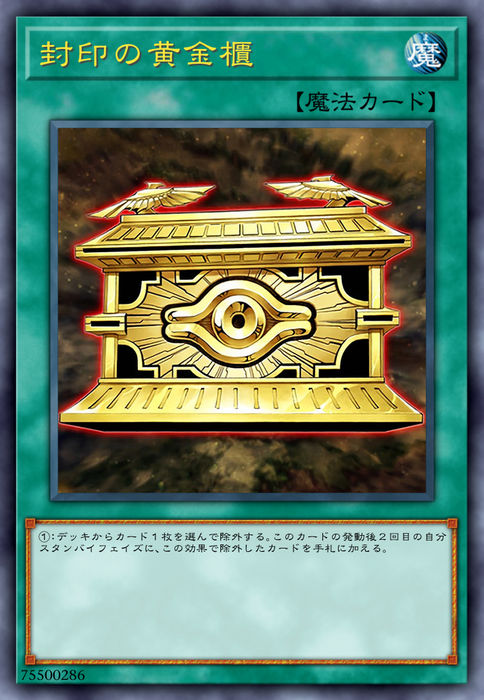 封印の黄金櫃
魔
【魔法カード】
①:デッキからカード1枚を選んで除外する。このカードの発動後2回目の自分
スタンバイフェイズに、この効果で除外したカードを手札に加える。
75500286